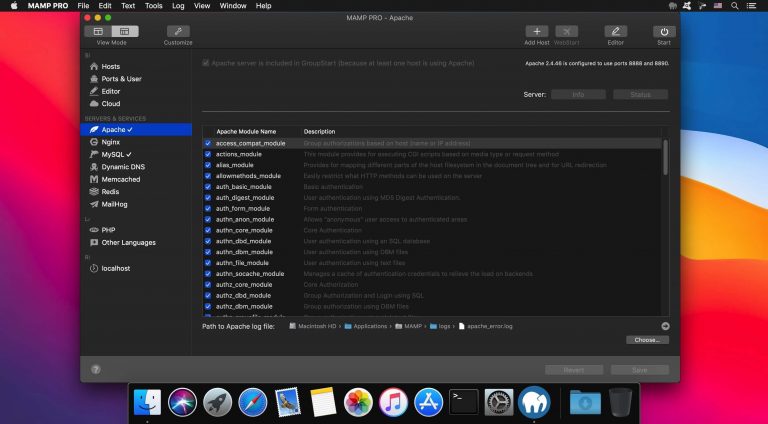 MAMP PRO File Edit Text Tools Log View Window Help
MAMP PRO - Apache
View Mode
Customize
Add Host
WebStart
Editor
Start
Hosts
Ports & User
Editor
Cloud
SERVERS & SERVICES
Apache ✓
Nginx
MySQL ✓
Dynamic DNS
Memcached
Redis
MailHog
PHP
Other Languages
localhost
Apache server is included in GroupStart (because at least one host is using Apache)
Apache 2.4.46 is configured to use ports 8888 and 8890.
Server: Info Status
Apache Module Name Description
access_compat_module Group authorizations based on host (name or IP address)
actions_module This module provides for executing CGI scripts based on media type or request method
alias_module Provides for mapping different parts of the host filesystem in the document tree and for URL redirection
allowmethods_module Easily restrict what HTTP methods can be used on the server
auth_basic_module Basic authentication
auth_digest_module User authentication using MD5 Digest Authentication.
auth_form_module Form authentication
authn_anon_module Allows "anonymous" user access to authenticated areas
authn_core_module Core Authentication
authn_dbd_module User authentication using an SQL database
authn_dbm_module User authentication using DBM files
authn_file_module User authentication using text files
authn_socache_module Manages a cache of authentication credentials to relieve the load on backends
authz_core_module Core Authorization
authz_dbd_module Group Authorization and Login using SQL
authz_dbm_module Group authorization using DBM files
Path to Apache log file: Macintosh HD › Applications › MAMP › logs › apache_error.log
Choose...
? Revert Save